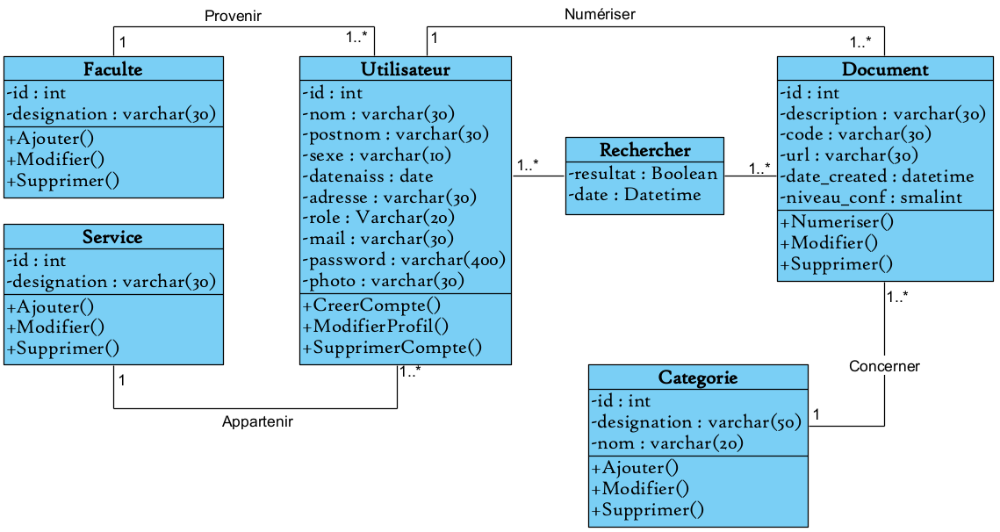 Provenir
1
1..*
Numériser
1
1..*
Faculte
-id : int
-designation : varchar(30)
+Ajouter()
+Modifier()
+Supprimer()
Service
-id : int
-designation : varchar(30)
+Ajouter()
+Modifier()
+Supprimer()
1
Appartenir
1..*
Utilisateur
-id : int
-nom : varchar(30)
-postnom : varchar(30)
-sexe : varchar(10)
-datenaiss : date
-adresse : varchar(30)
-role : Varchar(20)
-mail : varchar(30)
-password : varchar(400)
-photo : varchar(30)
+CreerCompte()
+ModifierProfil()
+SupprimerCompte()
1..*
Rechercher
-resultat : Boolean
-date : Datetime
1..*
Document
-id : int
-description : varchar(30)
-code : varchar(30)
-url : varchar(30)
-date_created : datetime
-niveau_conf : smalint
+Numeriser()
+Modifier()
+Supprimer()
1..*
Concerner
1
Categorie
-id : int
-designation : varchar(50)
-nom : varchar(20)
+Ajouter()
+Modifier()
+Supprimer()